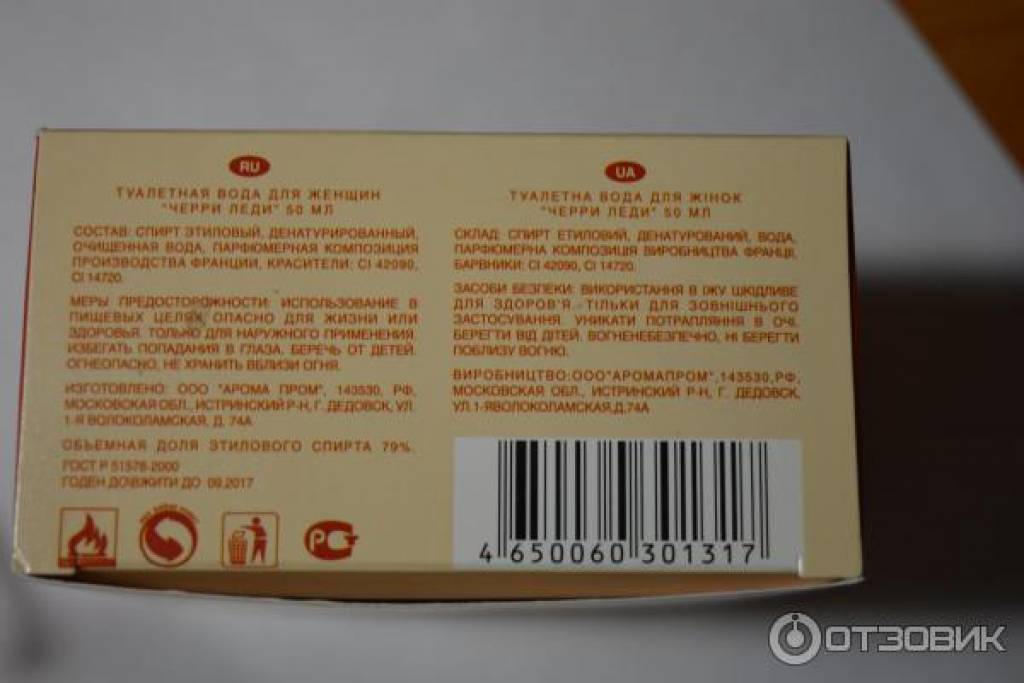 RU
ТУАЛЕТНАЯ ВОДА ДЛЯ ЖЕНЩИН
"ЧЕРРИ ЛЕДИ" 50 МЛ
СОСТАВ: СПИРТ ЭТИЛОВЫЙ, ДЕНАТУРИРОВАННЫЙ,
ОЧИЩЕННАЯ ВОДА, ПАРФЮМЕРНАЯ КОМПОЗИЦИЯ
ПРОИЗВОДСТВА ФРАНЦИИ, КРАСИТЕЛИ: CI 42090,
CI 14720.
МЕРЫ ПРЕДОСТОРОЖНОСТИ: ИСПОЛЬЗОВАНИЕ В
ПИЩЕВЫХ ЦЕЛЯХ ОПАСНО ДЛЯ ЖИЗНИ ИЛИ
ЗДОРОВЬЯ. ТОЛЬКО ДЛЯ НАРУЖНОГО ПРИМЕНЕНИЯ.
ИЗБЕГАТЬ ПОПАДАНИЯ В ГЛАЗА. БЕРЕЧЬ ОТ ДЕТЕЙ.
ОГНЕОПАСНО, НЕ ХРАНИТЬ ВБЛИЗИ ОГНЯ.
ИЗГОТОВЛЕНО: ООО "АРОМА ПРОМ", 143530, РФ,
МОСКОВСКАЯ ОБЛ., ИСТРИНСКИЙ Р-Н, Г. ДЕДОВСК, УЛ.
1-Я ВОЛОКОЛАМСКАЯ, Д. 74А
ОБЪЕМНАЯ ДОЛЯ ЭТИЛОВОГО СПИРТА 79%.
ГОСТ Р 51578-2000
ГОДЕН ДО\ВЖИТИ ДО 09.2017
РСТ
UA
ТУАЛЕТНА ВОДА ДЛЯ ЖІНОК
"ЧЕРРИ ЛЕДИ" 50 МЛ
СКЛАД: СПИРТ ЕТИЛОВИЙ, ДЕНАТУРОВАНИЙ, ВОДА,
ПАРФЮМЕРНА КОМПОЗИЦІЯ ВИРОБНИЦТВА ФРАНЦІЇ,
БАРВНИКИ: CI 42090, CI 14720.
ЗАСОБИ БЕЗПЕКИ: ВИКОРИСТАННЯ В ЇЖУ ШКІДЛИВЕ
ДЛЯ ЗДОРОВ'Я. ТІЛЬКИ ДЛЯ ЗОВНІШНЬОГО
ЗАСТОСУВАННЯ. УНИКАТИ ПОТРАПЛЯННЯ В ОЧІ.
БЕРЕГТИ ВІД ДІТЕЙ. ВОГНЕНЕБЕЗПЕЧНО, НІ БЕРЕГТИ
ПОБЛИЗУ ВОГНЮ.
ВИРОБНИЦТВО:ООО"АРОМАПРОМ",143530,РФ,
МОСКОВСКАЯ ОБЛ., ИСТРИНСКИЙ Р-Н, Г. ДЕДОВСК,
УЛ.1-ЯВОЛОКОЛАМСКАЯ,Д.74А
4 650060 301317
ОТЗОВИК